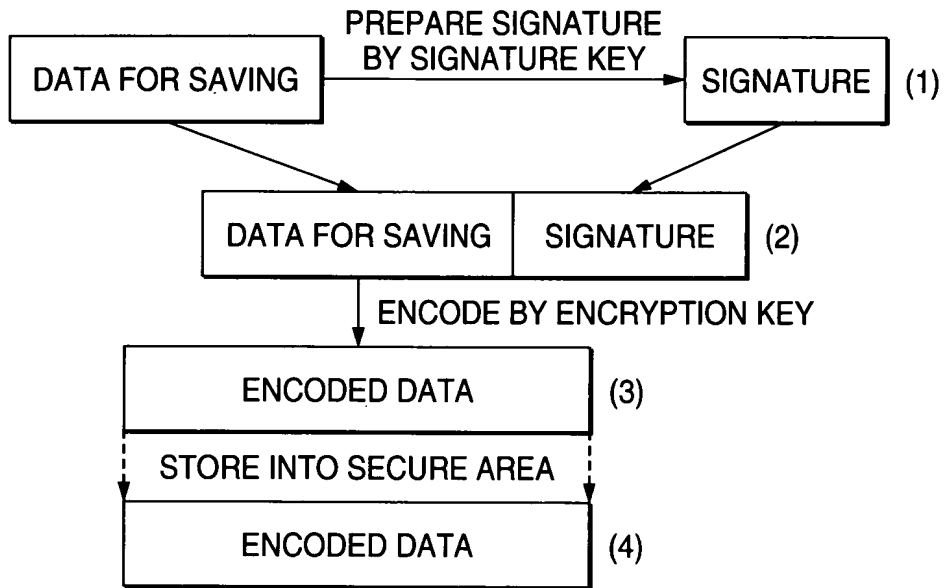 PREPARE SIGNATURE
BY SIGNATURE KEY
DATA FOR SAVING
SIGNATURE
(1)
DATA FOR SAVING
SIGNATURE
(2)
ENCODE BY ENCRYPTION KEY
ENCODED DATA
(3)
STORE INTO SECURE AREA
ENCODED DATA
(4)